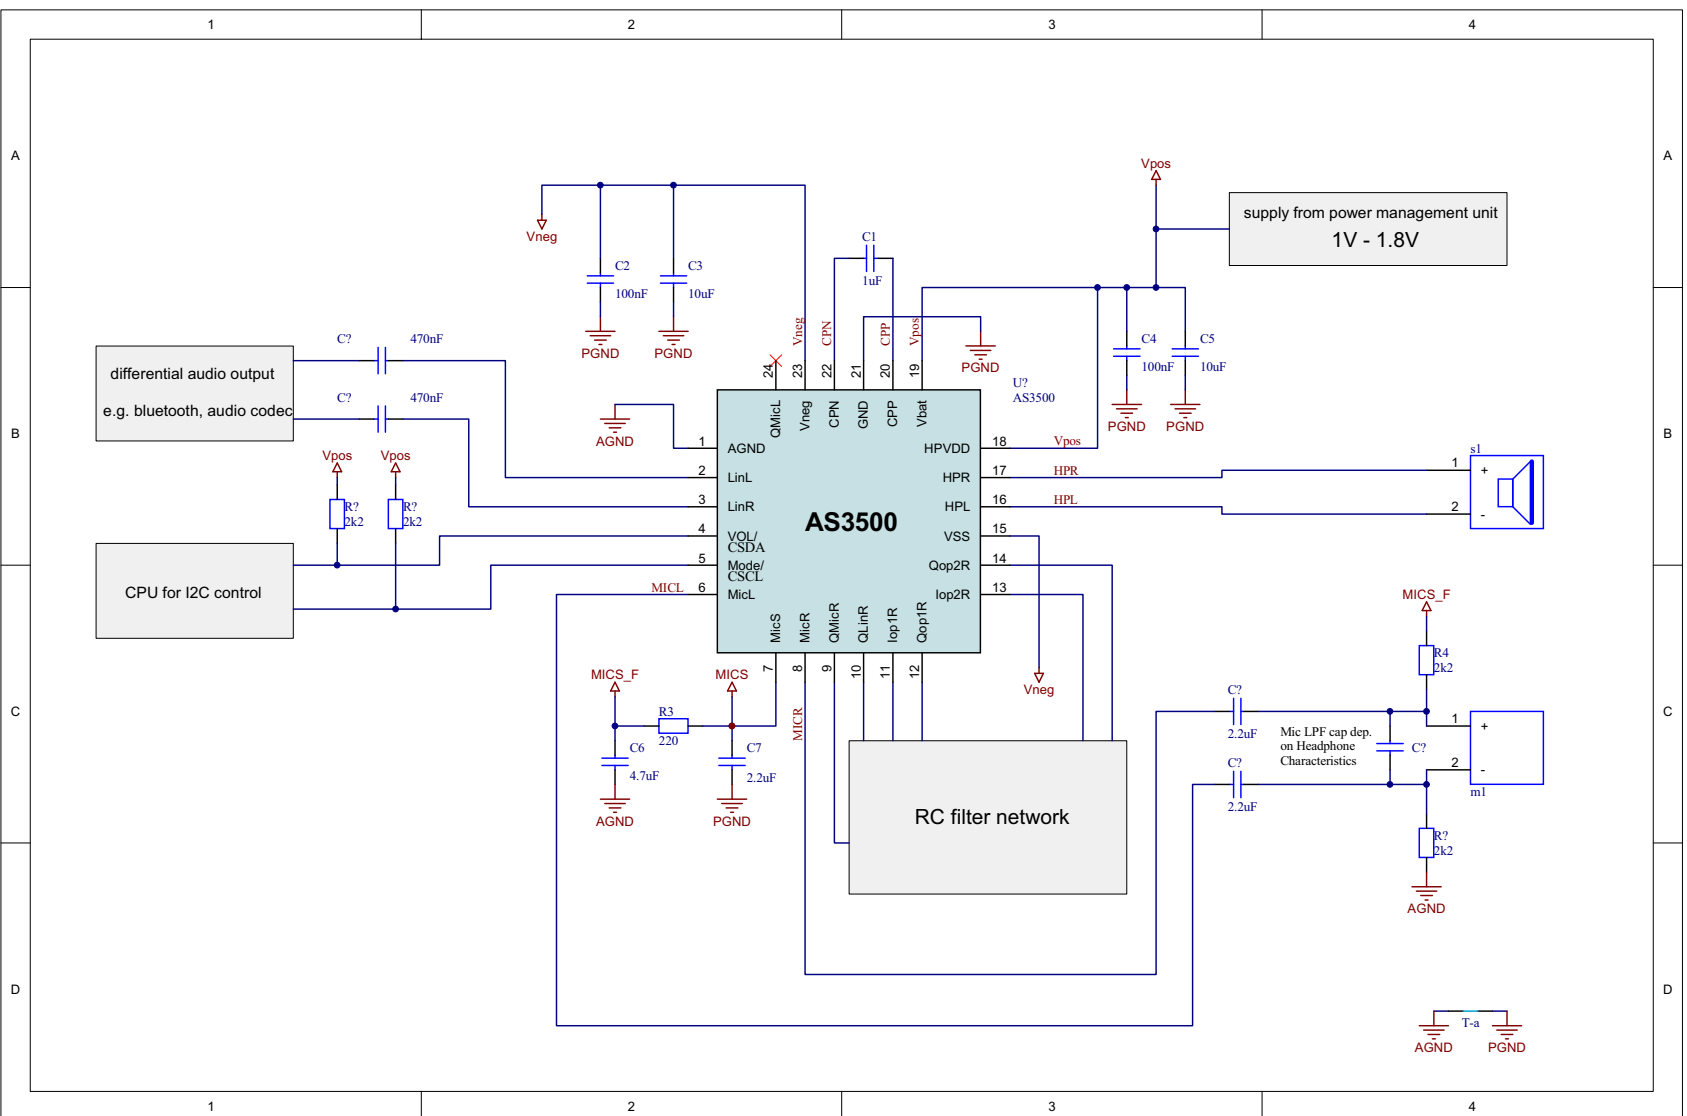 1
2
3
4
A
A
Vpos
supply from power management unit
1V - 1.8V
Vneg
C1
1uF
C2
100nF
C3
10uF
PGND
PGND
Vneg
CPN
CPP
Vpos
PGND
C4
100nF
C5
10uF
PGND
PGND
C?
470nF
C?
470nF
differential audio output
e.g. bluetooth, audio codec
U?
AS3500
24
23
22
21
20
19
QMicL
Vneg
CPN
GND
CPP
Vbat
B
B
AGND
Vpos
Vpos
R?
2k2
R?
2k2
1
AGND
2
LinL
3
LinR
4
VOL/
CSDA
5
Mode/
CSCL
MICL
6
MicL
AS3500
HPVDD
18
Vpos
HPR
17
HPR
HPL
16
HPL
VSS
15
Qop2R
14
Iop2R
13
s1
1
+
2
-
CPU for I2C control
MicS
MicR
QMicR
QLinR
Iop1R
Qop1R
7
8
9
10
11
12
MICS_F
MICS
R3
220
C6
4.7uF
C7
2.2uF
AGND
PGND
MICR
Vneg
C
C
MICS_F
R4
2k2
C?
2.2uF
C?
2.2uF
Mic LPF cap dep.
on Headphone
Characteristics
C?
1
+
2
-
m1
R?
2k2
AGND
RC filter network
D
D
T-a
AGND
PGND
1
2
3
4